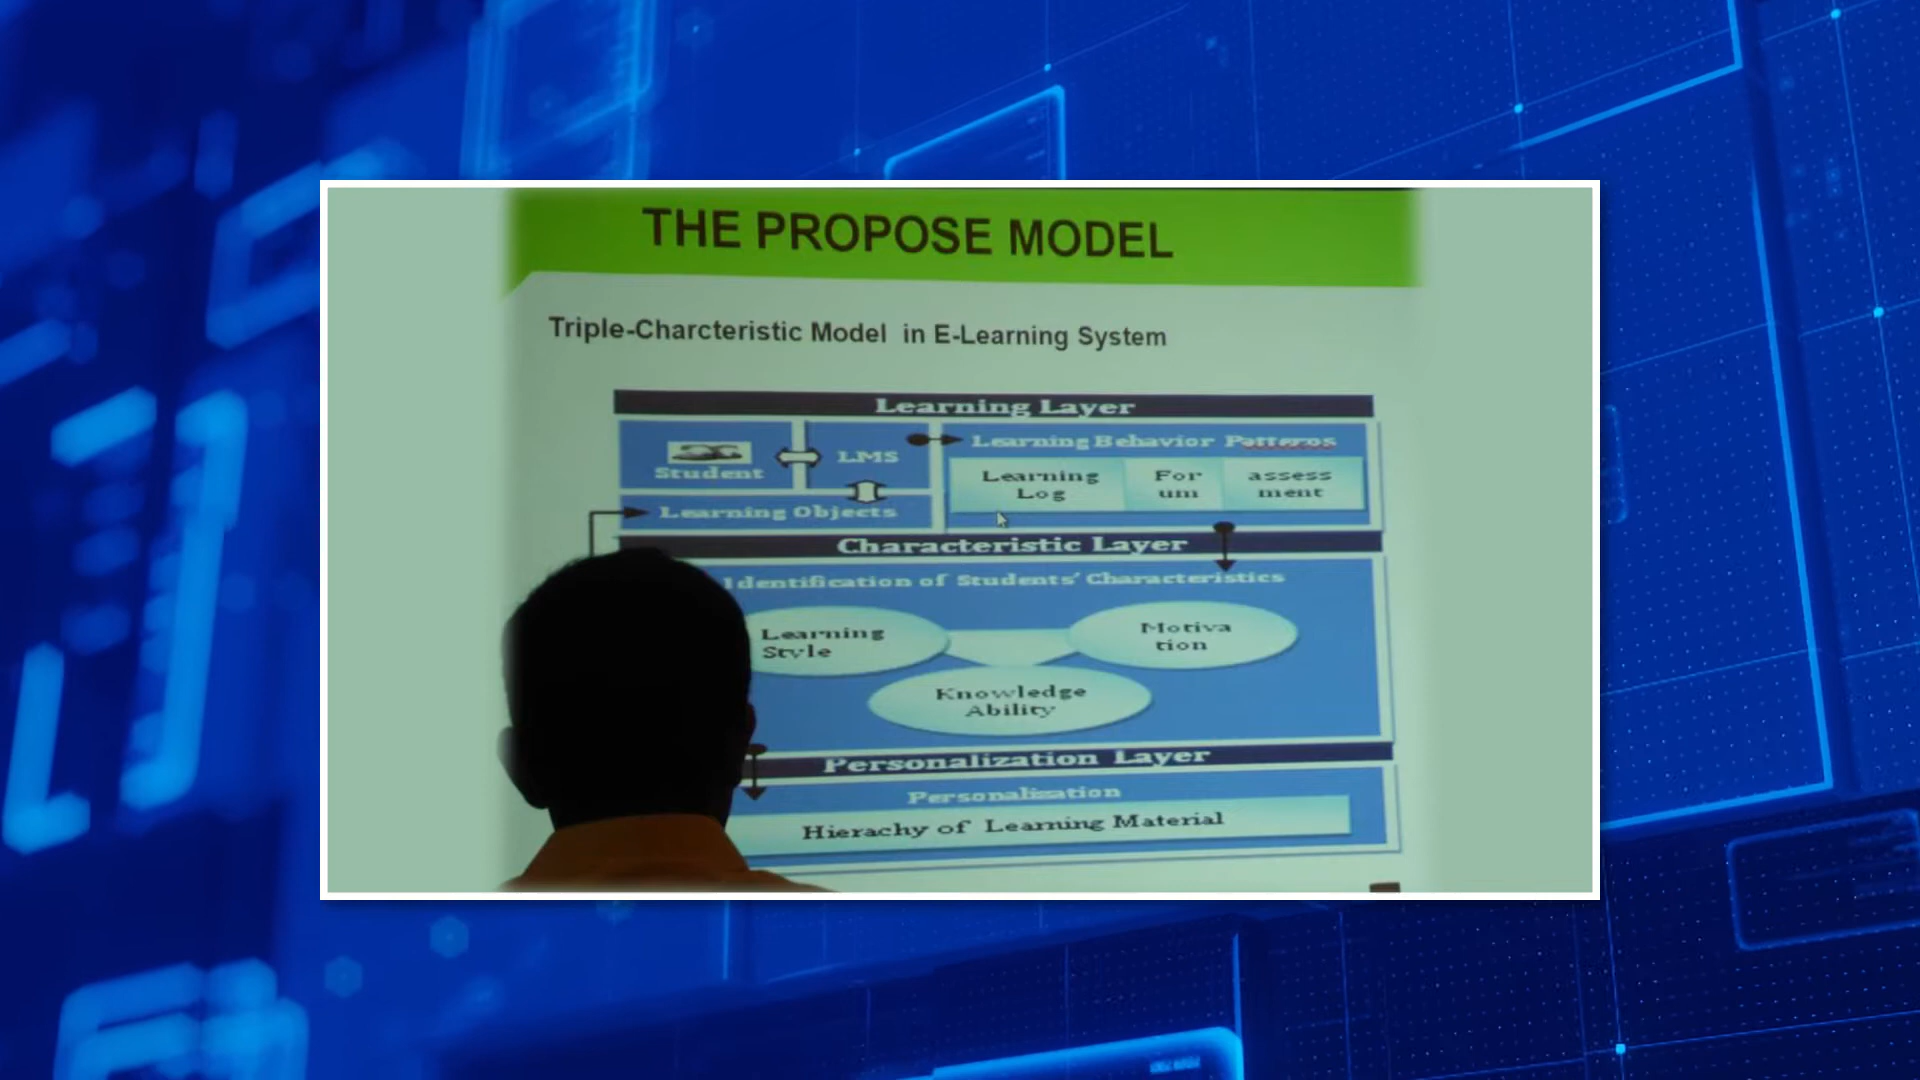 THE PROPOSE MODEL
Triple-Charcteristic Model in E-Learning System
Learning Layer
Student
LMS
Learning Objects
Learning Behavior Patteros
Learning
Log
For
um
assess
ment
Characteristic Layer
Identification of Students' Characteristics
Learning
Style
Motiva
tion
Knowledge
Ability
Personalization Layer
Personalization
Hierachy of Learning Material